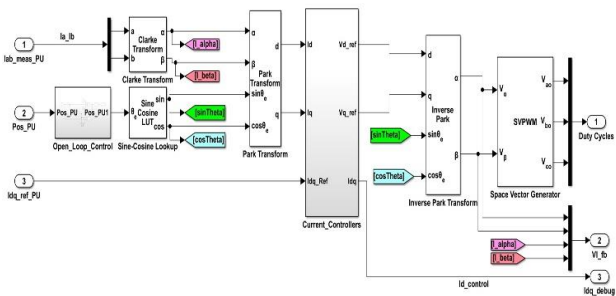 Ia_Ib
1
Iab_meas_PU
a
b
Clarke
Transform
α
β
Clarke Transform
[I_alpha]
[I_beta]
2
Pos_PU
Pos_PU
Pos_PU1
Open_Loop_Control
θe
Sine
Cosine
LUT
sin
cos
Sine-Cosine Lookup
[sinTheta]
[cosTheta]
α
β
sinθe
cosθe
Park
Transform
d
q
Park Transform
3
Idq_ref_PU
Id
Iq
Idq_Ref
Vd_ref
Vq_ref
Idq
Current_Controllers
[sinTheta]
[cosTheta]
d
q
sinθe
cosθe
Inverse
Park
α
β
Inverse Park Transform
Vα
Vβ
SVPWM
Vao
Vbo
Vco
Space Vector Generator
1
Duty Cycles
[I_alpha]
[I_beta]
2
VI_fb
Id_control
3
Idq_debug